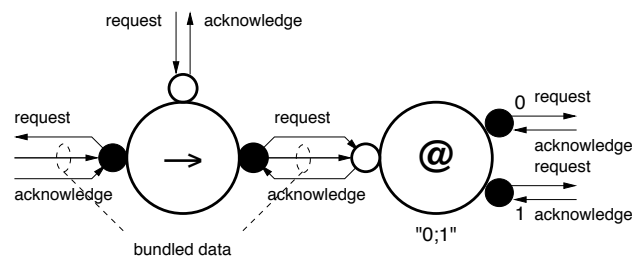 request
acknowledge
request
acknowledge
bundled data
→
request
acknowledge
@
"0;1"
0
request
acknowledge
request
1
acknowledge